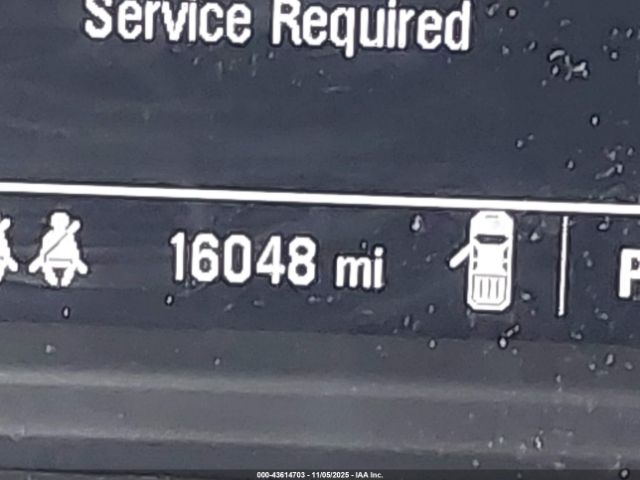 Service Required
16048 mi P
000-43614703 - 11/05/2025 - IAA Inc.